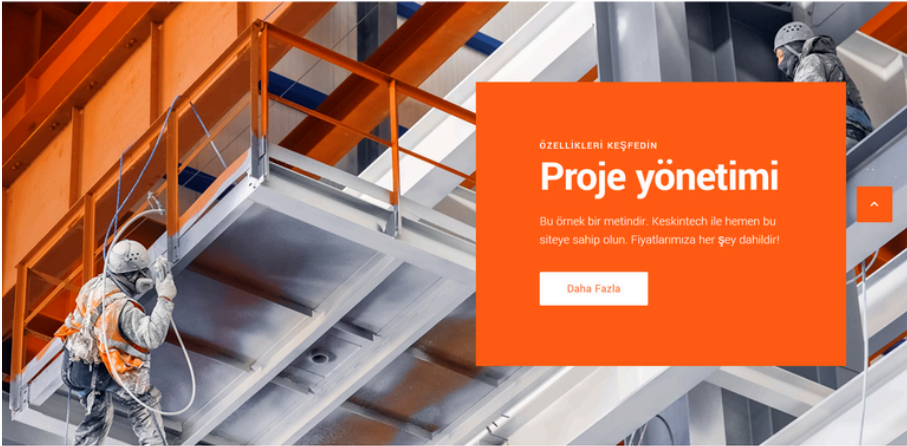 ÖZELLİKLERİ KEŞFEDİN
Proje yönetimi
Bu örnek bir metindir. Keskintech ile hemen bu
siteye sahip olun. Fiyatlarımıza her şey dahildir!
Daha Fazla